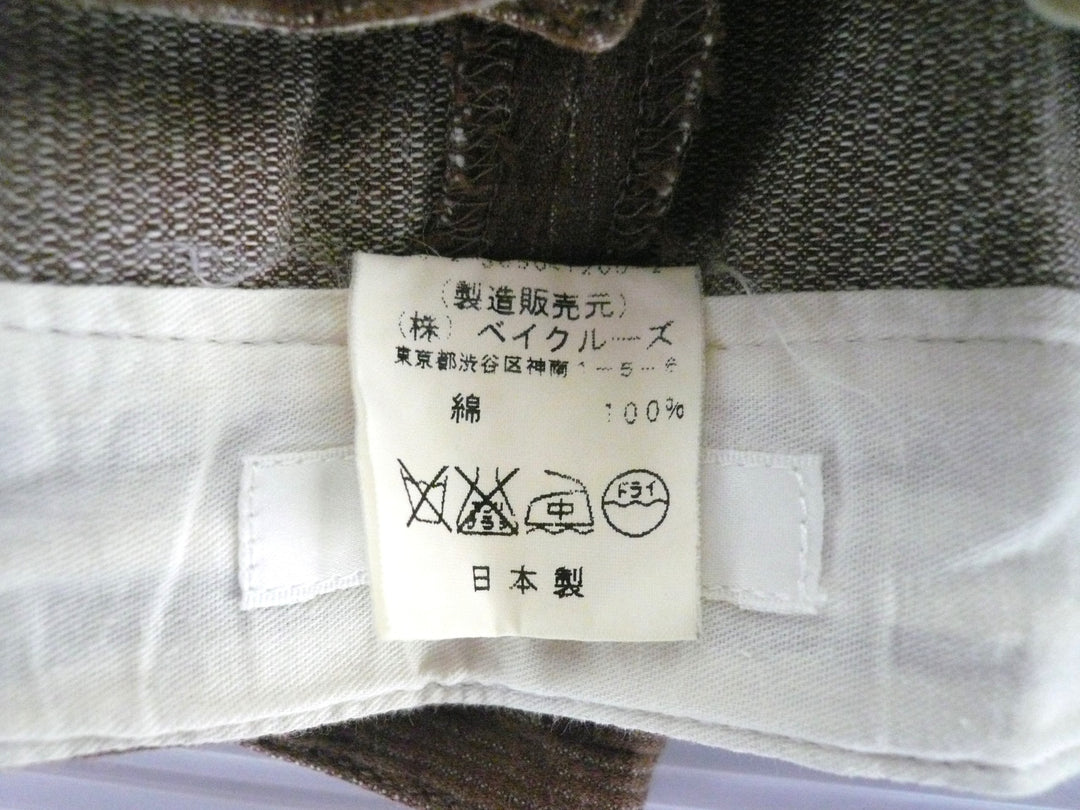 （製造販売元）
（株）ベイクルーズ
東京都渋谷区神南1-5-6
綿 100%
中 ドライ
日本製